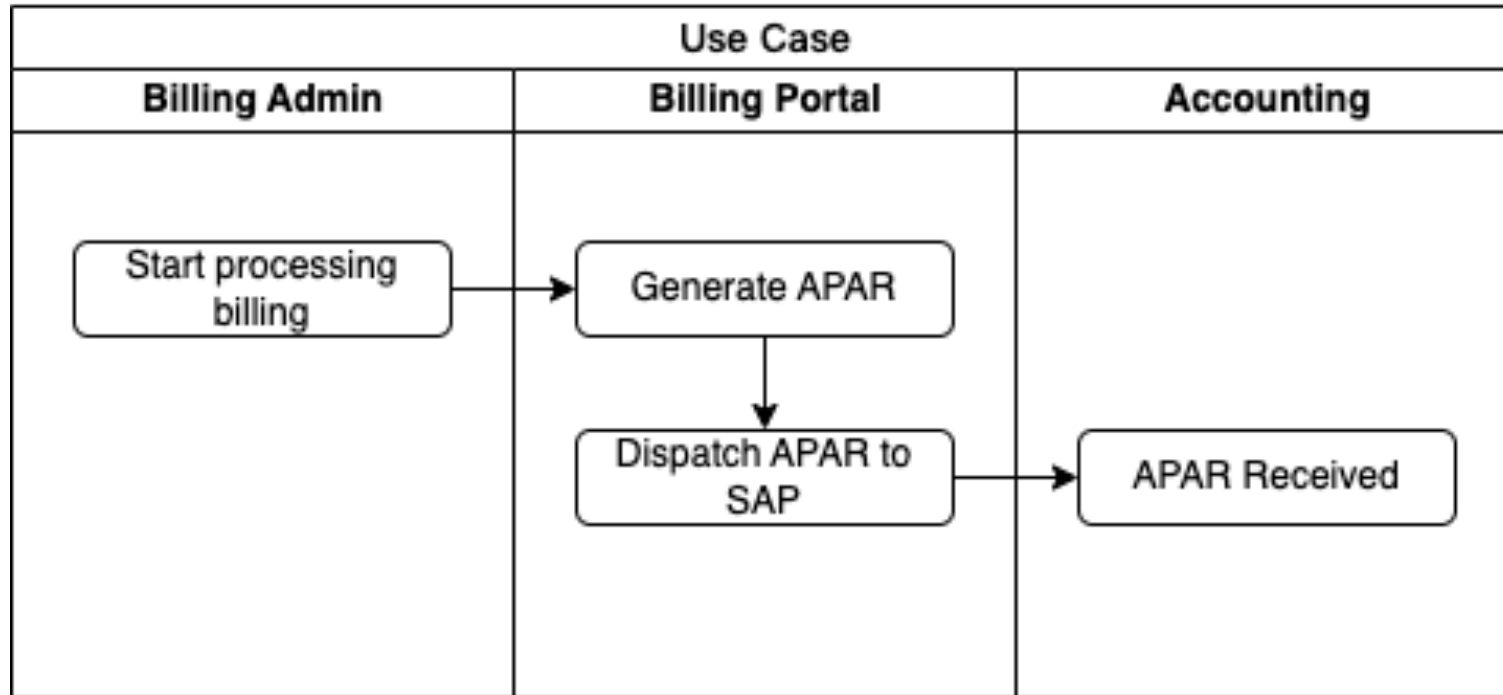 Use Case
Billing Admin
Billing Portal
Accounting
Start processing
billing
Generate APAR
Dispatch APAR to
SAP
APAR Received